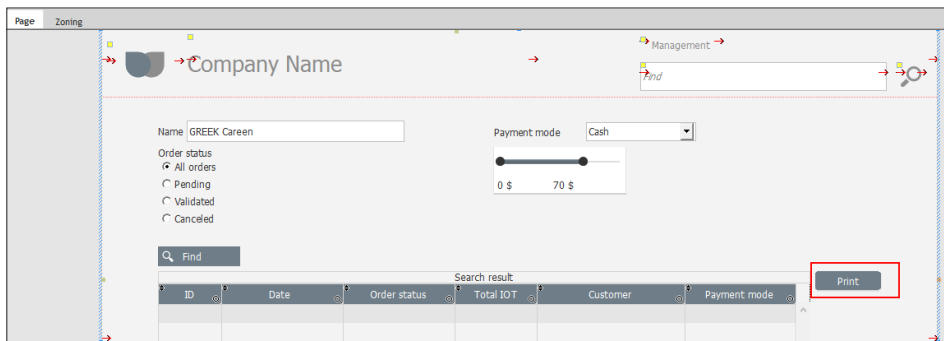 Page Zoning
Management
Company Name
Find
Name GREEK Careen
Payment mode Cash
Order status
All orders
Pending
0 $ 70 $
Validated
Canceled
Find
Search result
Print
ID Date Order status Total IOT Customer Payment mode